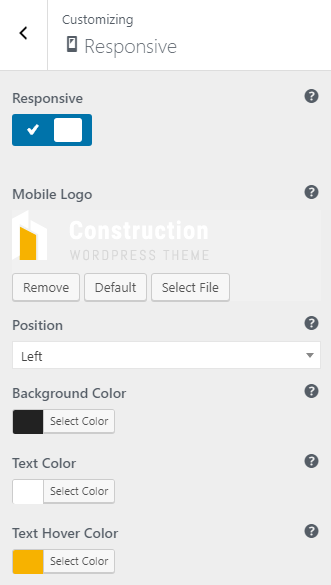 Customizing
Responsive
Responsive
Mobile Logo
Construction
WORDPRESS THEME
Remove Default Select File
Position
Left
Background Color
Select Color
Text Color
Select Color
Text Hover Color
Select Color